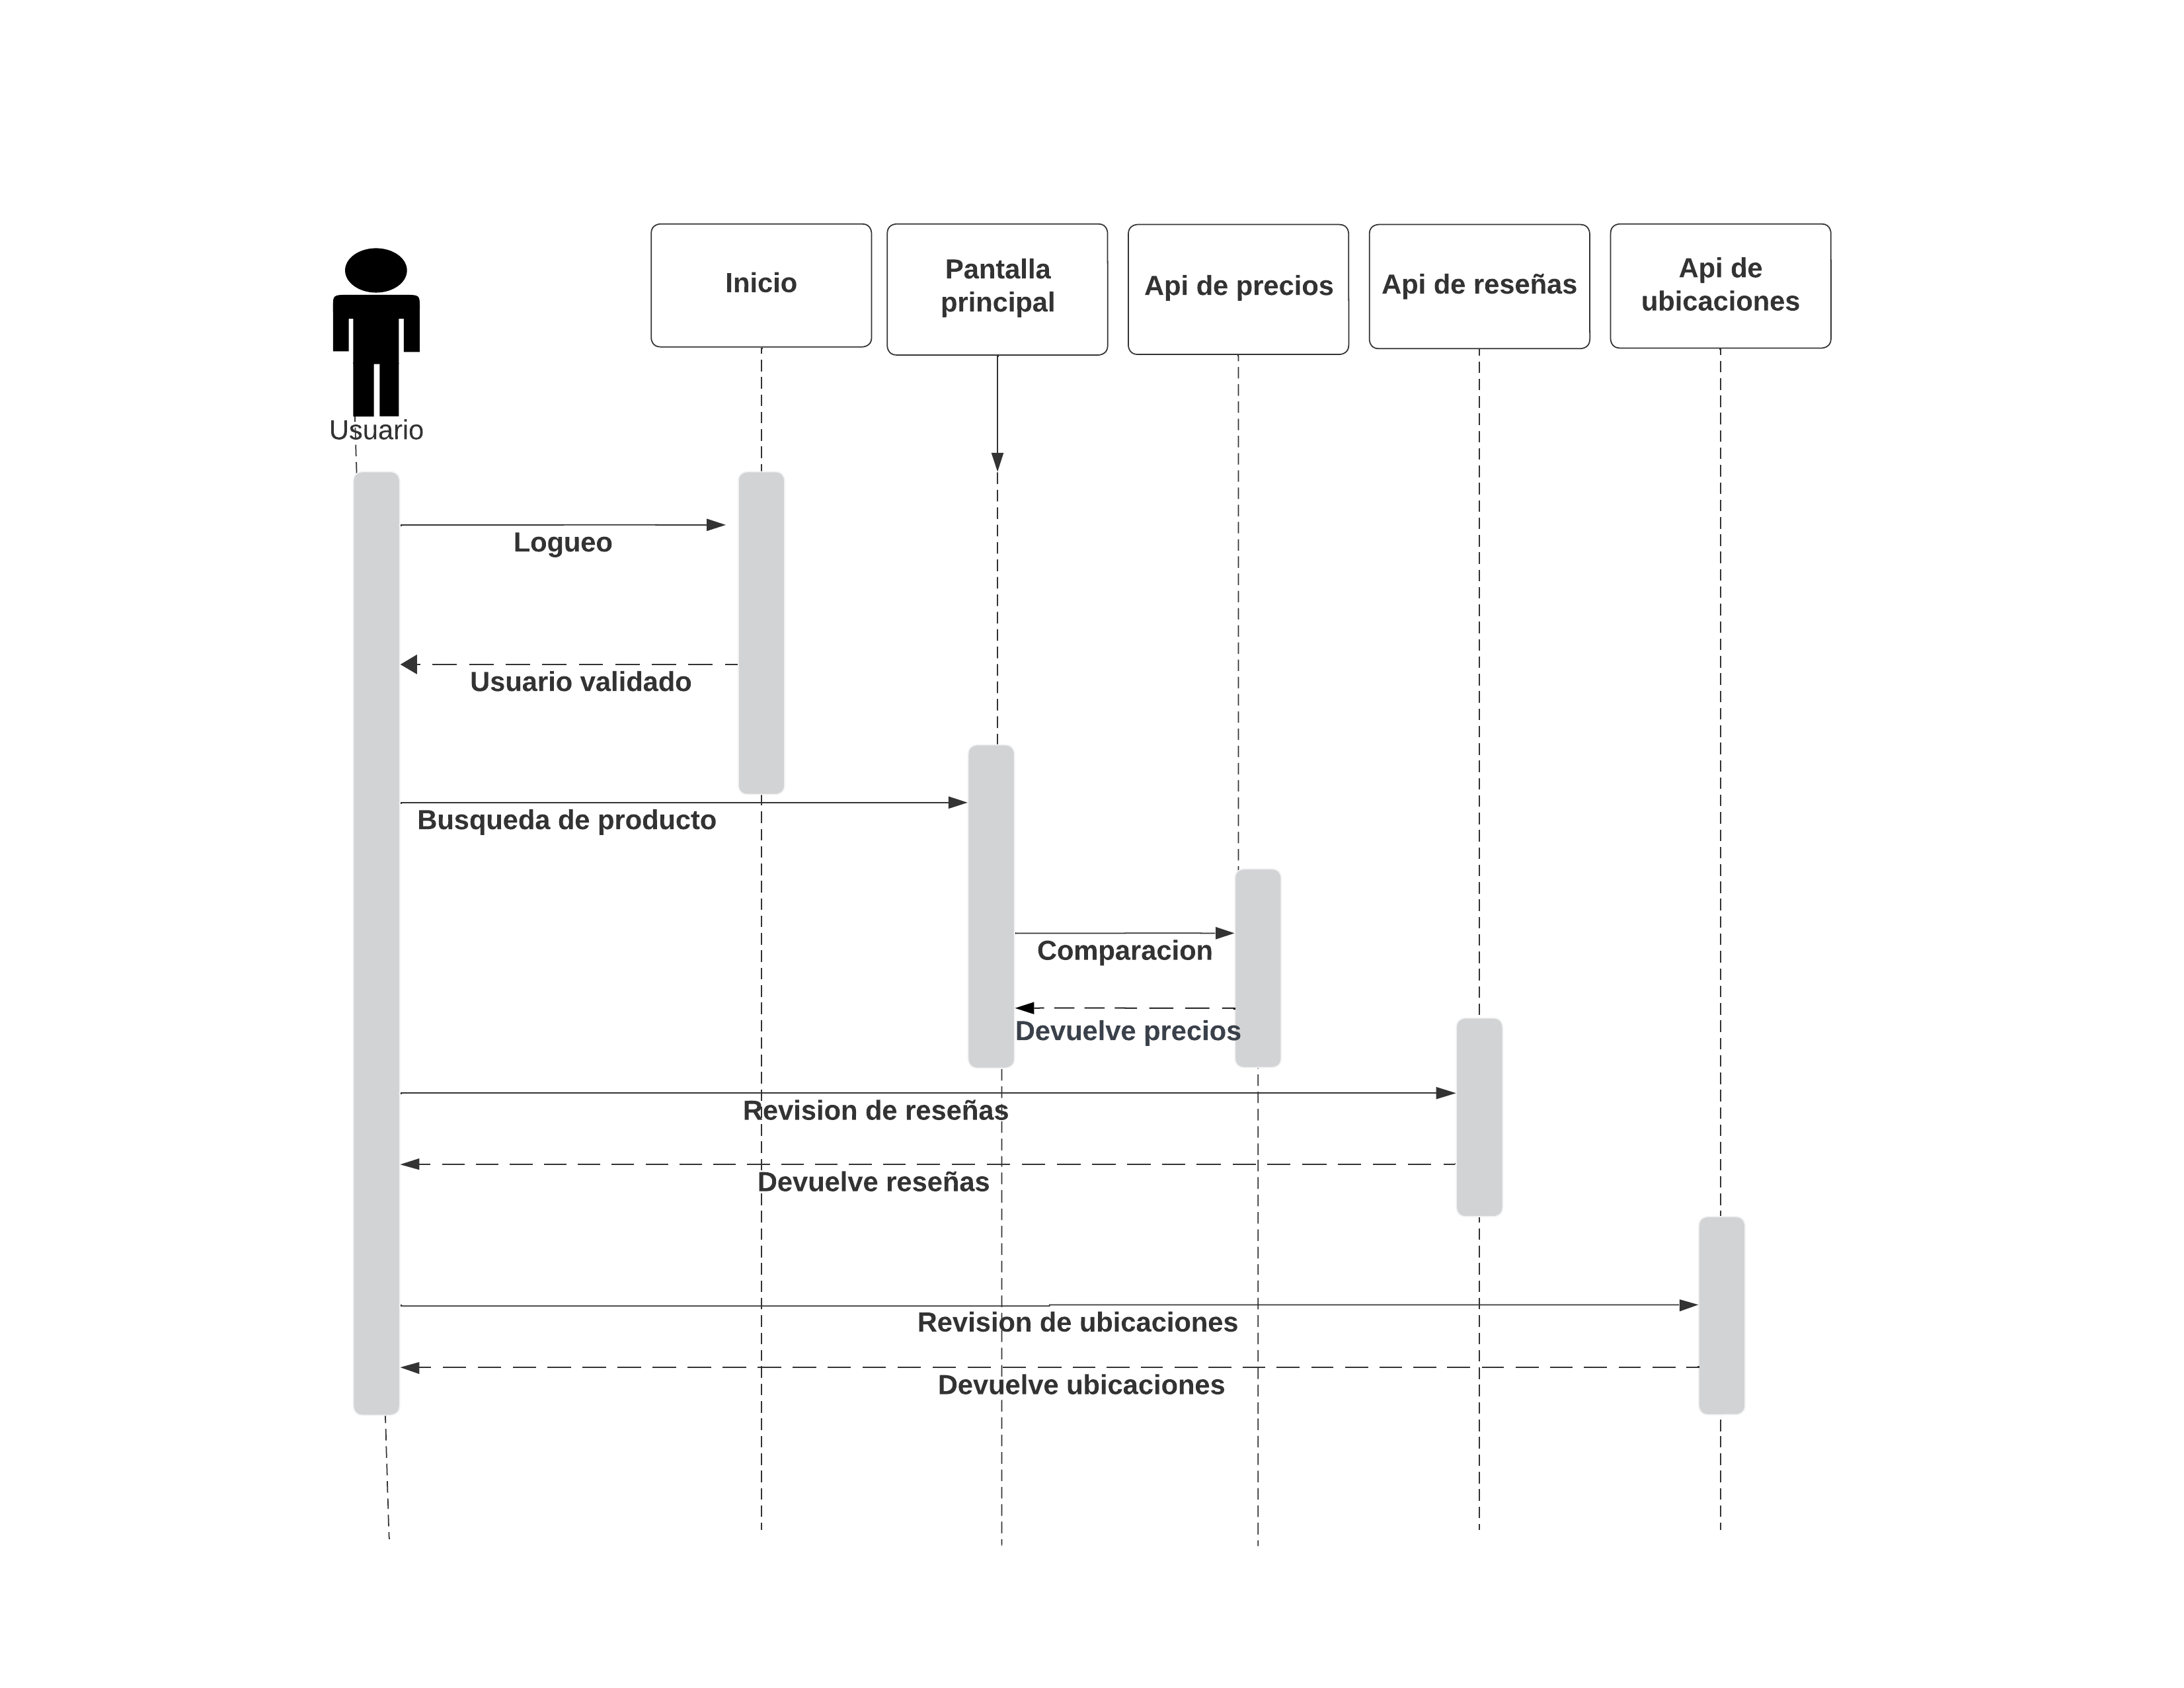 Inicio
Pantalla
principal
Api de precios
Api de reseñas
Api de
ubicaciones
Usuario
Logueo
Usuario validado
Busqueda de producto
Comparacion
Devuelve precios
Revision de reseñas
Devuelve reseñas
Revision de ubicaciones
Devuelve ubicaciones